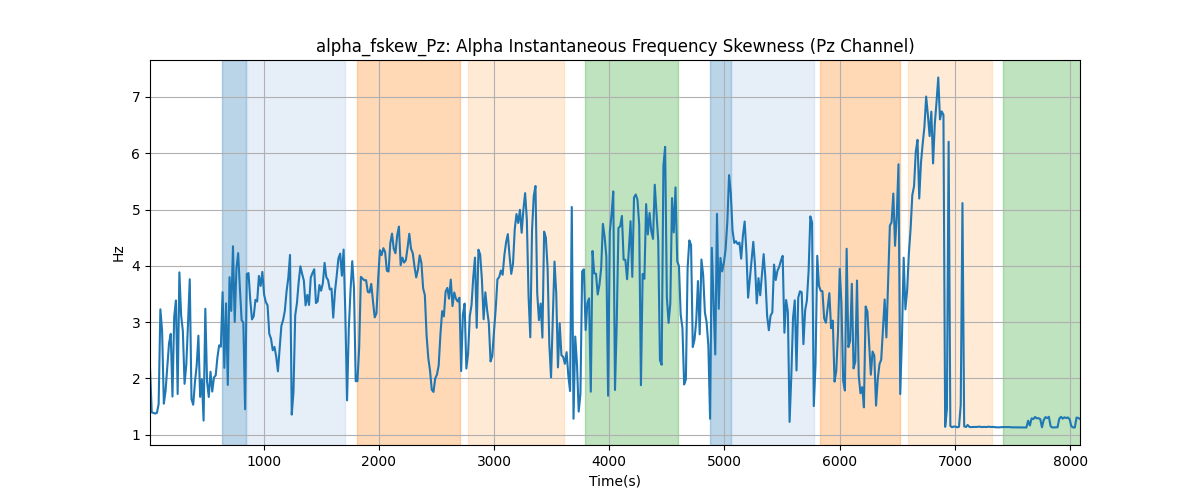 alpha_fskew_Pz: Alpha Instantaneous Frequency Skewness (Pz Channel)
7
6
5
4
3
2
1
Hz
1000 2000 3000 4000 5000 6000 7000 8000
Time(s)